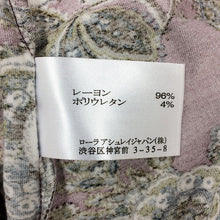 レーヨン 96%
ポリウレタン 4%
ローラアシュレイジャパン(株)
渋谷区神宮前 3-35-8